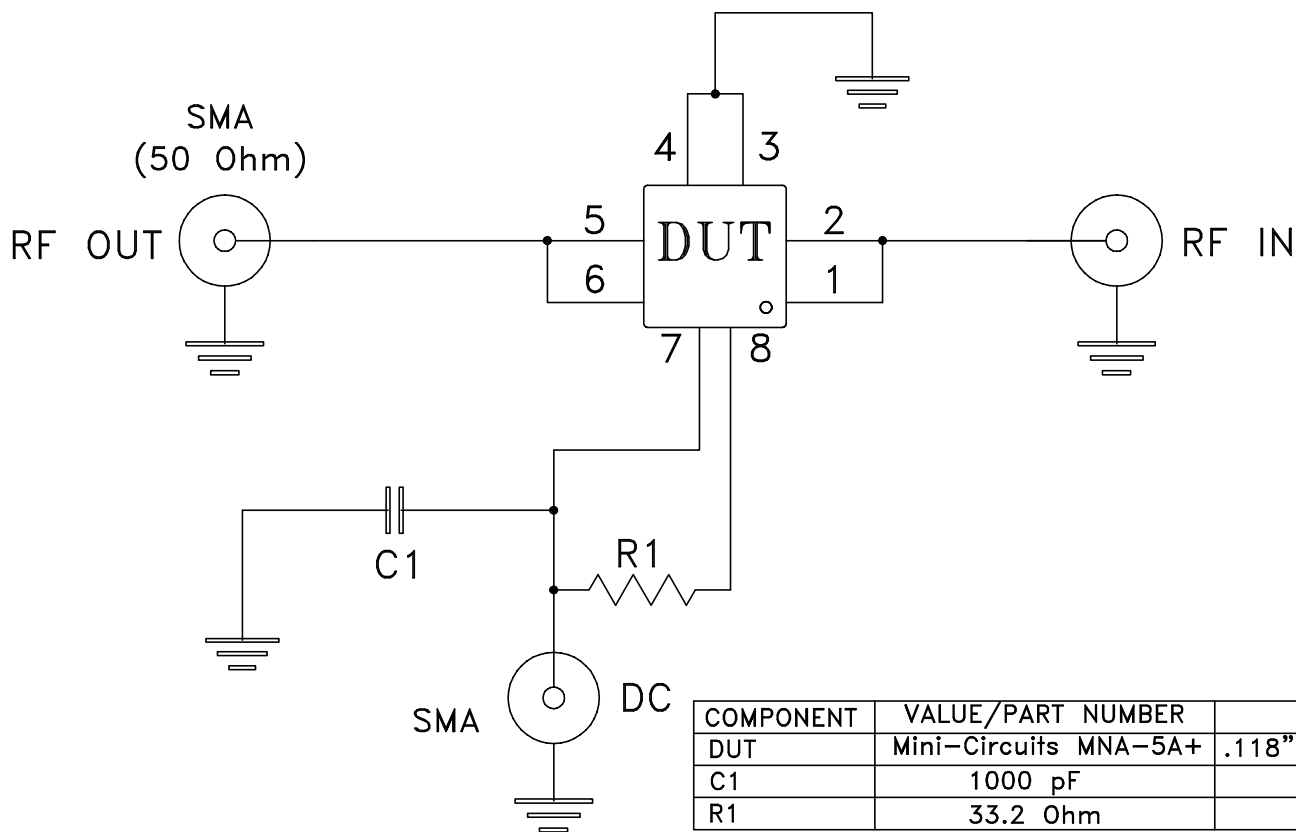 SMA
(50 Ohm)
4 3
RF OUT
5 DUT 2
RF IN
6 1
7 8
C1
R1
SMA
DC
COMPONENT VALUE/PART NUMBER
DUT Mini-Circuits MNA-5A+ .118”
C1 1000 pF
R1 33.2 Ohm